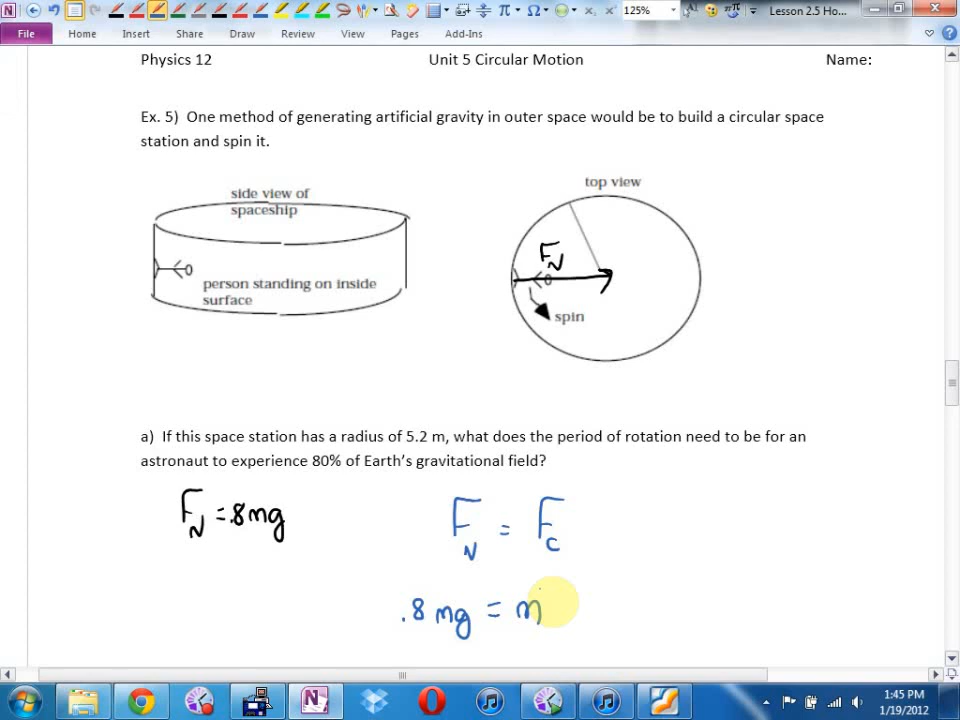 125%
Lesson 2.5 Ho...
File Home Insert Share Draw Review View Pages Add-Ins
Physics 12 Unit 5 Circular Motion Name:
Ex. 5) One method of generating artificial gravity in outer space would be to build a circular space
station and spin it.
side view of
spaceship
person standing on inside
surface
top view
F_N
spin
a) If this space station has a radius of 5.2 m, what does the period of rotation need to be for an
astronaut to experience 80% of Earth's gravitational field?
F_N = .8mg
F_N = F_c
.8 mg = m
1:45 PM
1/19/2012